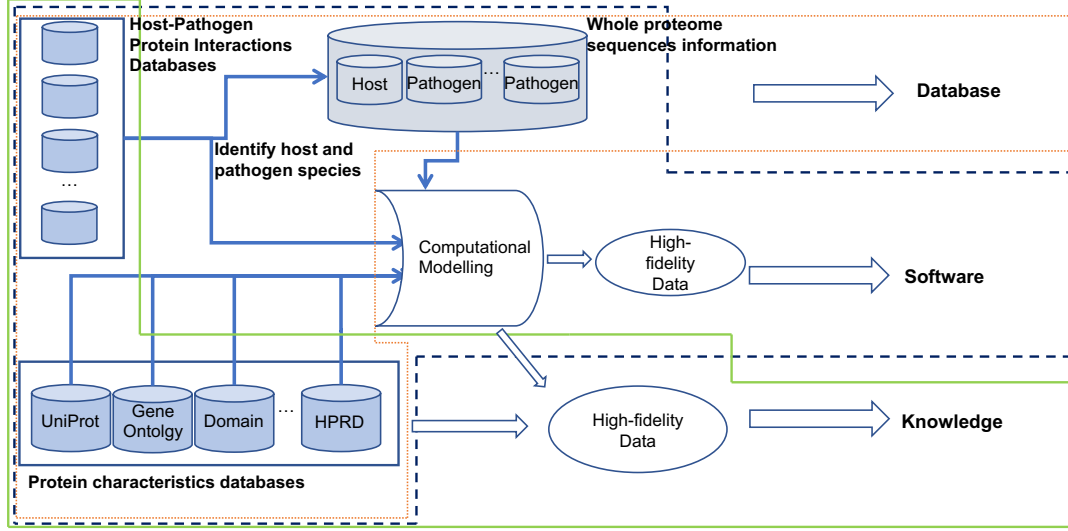 Host-Pathogen
Protein Interactions
Databases
Whole proteome
sequences information
Host
Pathogen
...
Pathogen
Database
Identify host and
pathogen species
...
Computational
Modelling
High-
fidelity
Data
Software
UniProt
Gene
Ontolgy
Domain
...
HPRD
High-fidelity
Data
Knowledge
Protein characteristics databases